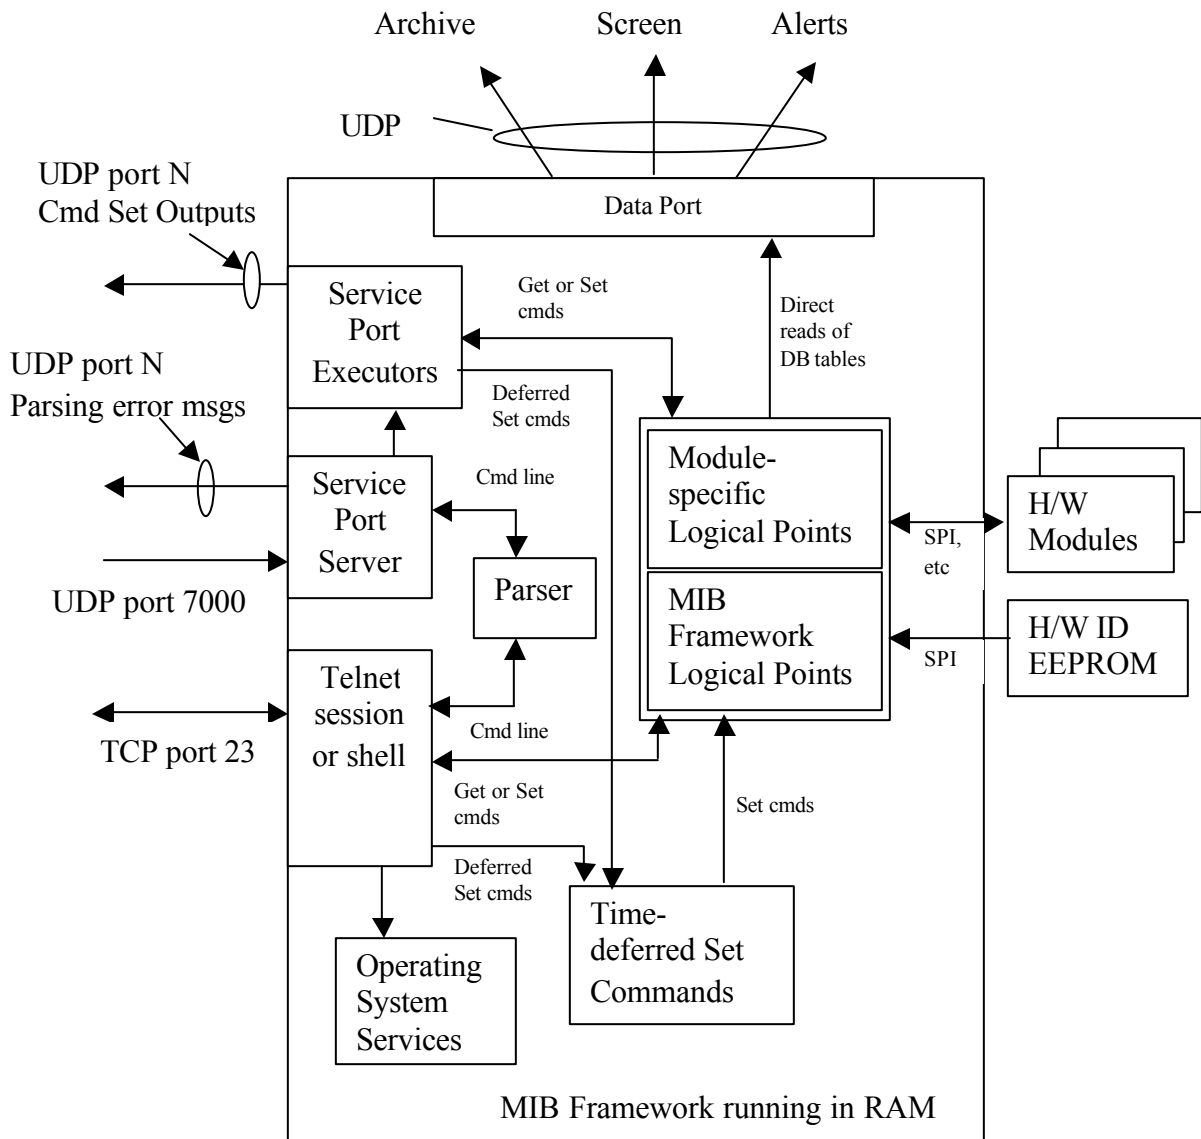 Archive
Screen
Alerts
UDP
UDP port N
Cmd Set Outputs
Data Port
Service
Port
Executors
Get or Set
cmds
Direct
reads of
DB tables
UDP port N
Parsing error msgs
Deferred
Set cmds
Module-
specific
Logical Points
Service
Port
Server
Cmd line
H/W
Modules
SPI,
etc
UDP port 7000
Parser
MIB
Framework
Logical Points
H/W ID
EEPROM
SPI
Telnet
session
or shell
TCP port 23
Cmd line
Get or Set
cmds
Set cmds
Deferred
Set cmds
Time-
deferred Set
Commands
Operating
System
Services
MIB Framework running in RAM